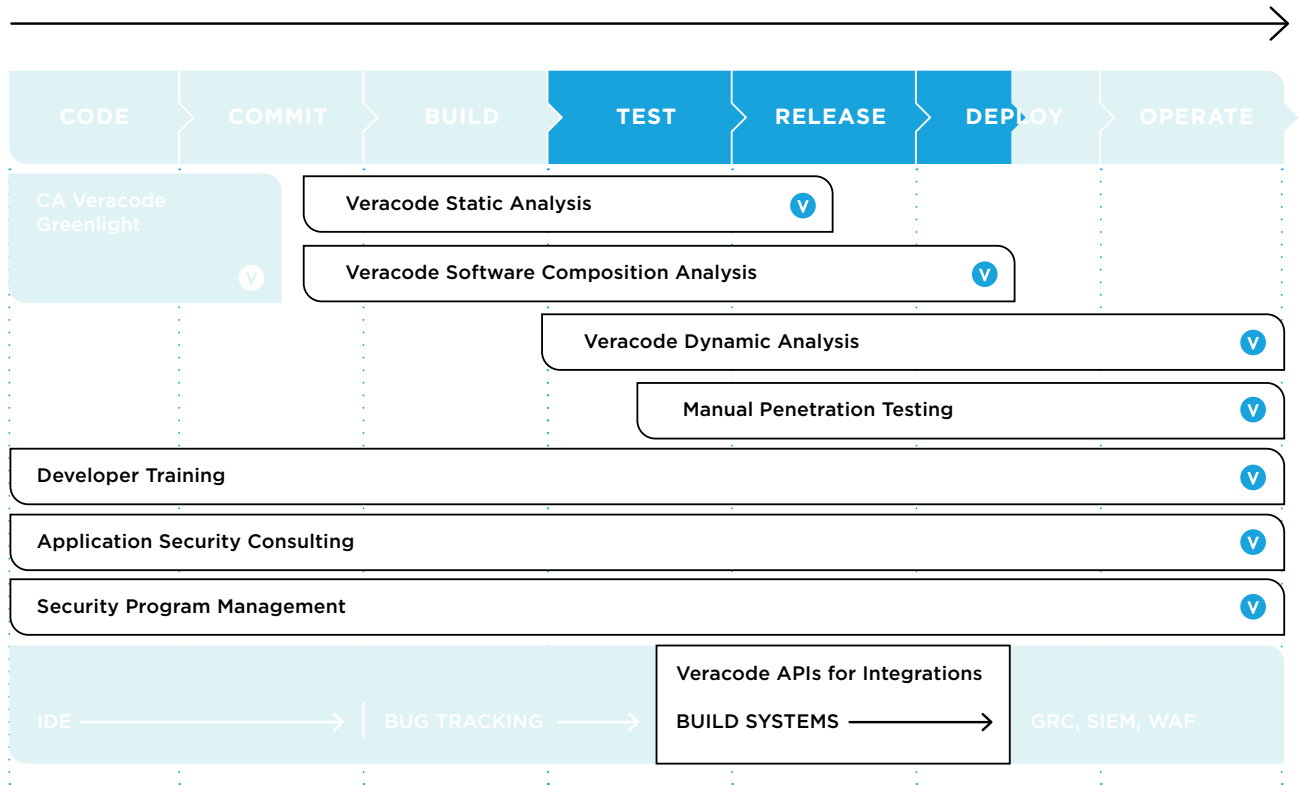 CODE
COMMIT
BUILD
TEST
RELEASE
DEPLOY
OPERATE
CA Veracode
Greenlight
V
Veracode Static Analysis
V
Veracode Software Composition Analysis
V
Veracode Dynamic Analysis
V
Manual Penetration Testing
V
Developer Training
V
Application Security Consulting
V
Security Program Management
V
Veracode APIs for Integrations
IDE
BUG TRACKING
BUILD SYSTEMS
GRC, SIEM, WAF